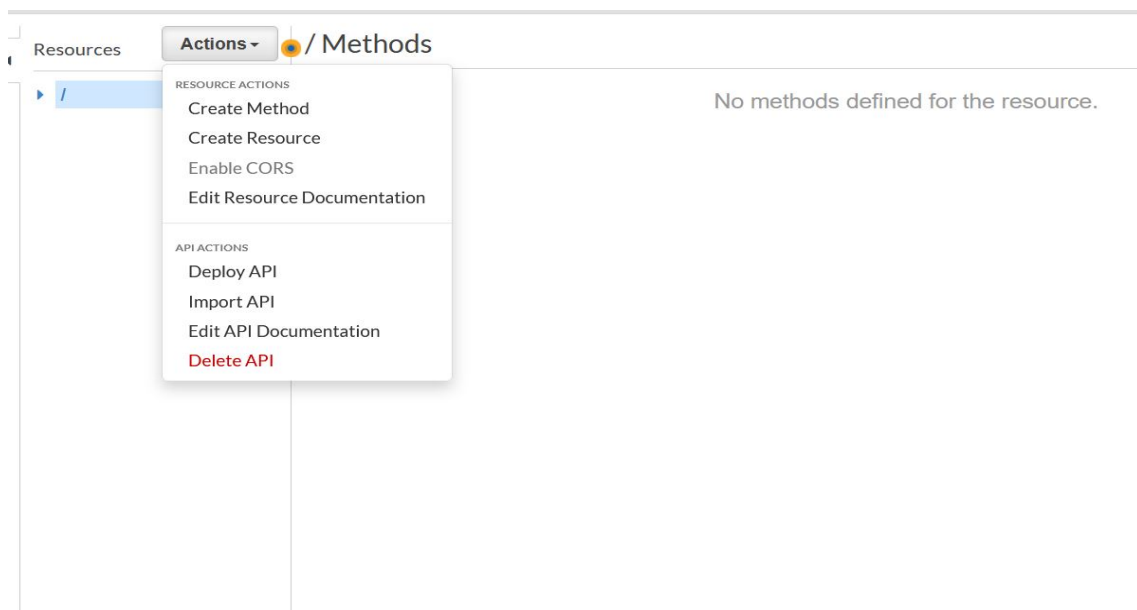 Resources
Actions
/ Methods
/
No methods defined for the resource.
RESOURCE ACTIONS
Create Method
Create Resource
Enable CORS
Edit Resource Documentation
API ACTIONS
Deploy API
Import API
Edit API Documentation
Delete API